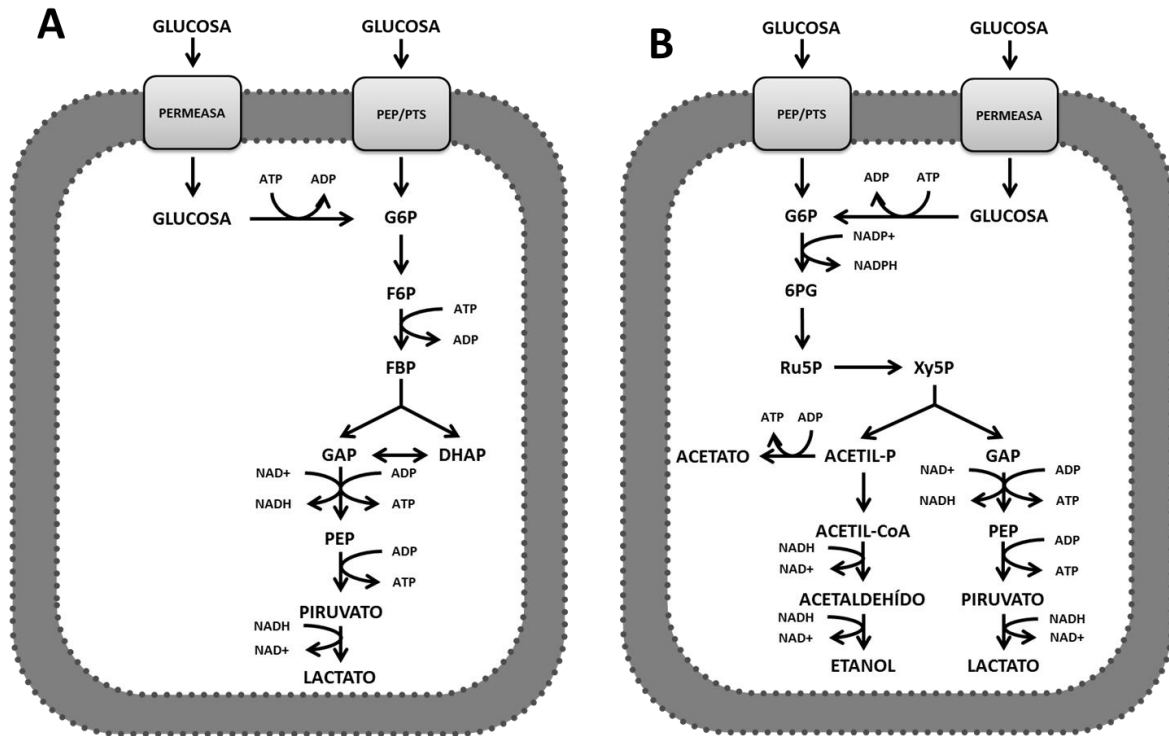 A
GLUCOSA
GLUCOSA
PERMEASA
PEP/PTS
ATP
ADP
GLUCOSA
G6P
F6P
ATP
ADP
FBP
GAP
DHAP
NAD+
ADP
NADH
ATP
PEP
ADP
ATP
PIRUVATO
NADH
NAD+
LACTATO
B
GLUCOSA
GLUCOSA
PEP/PTS
PERMEASA
ADP
ATP
G6P
GLUCOSA
NADP+
NADPH
6PG
Ru5P
Xy5P
ATP
ADP
ACETATO
ACETIL-P
GAP
NAD+
ADP
NADH
ATP
ACETIL-CoA
PEP
NADH
ADP
NAD+
ATP
ACETALDEHÍDO
PIRUVATO
NADH
NADH
NAD+
NAD+
ETANOL
LACTATO